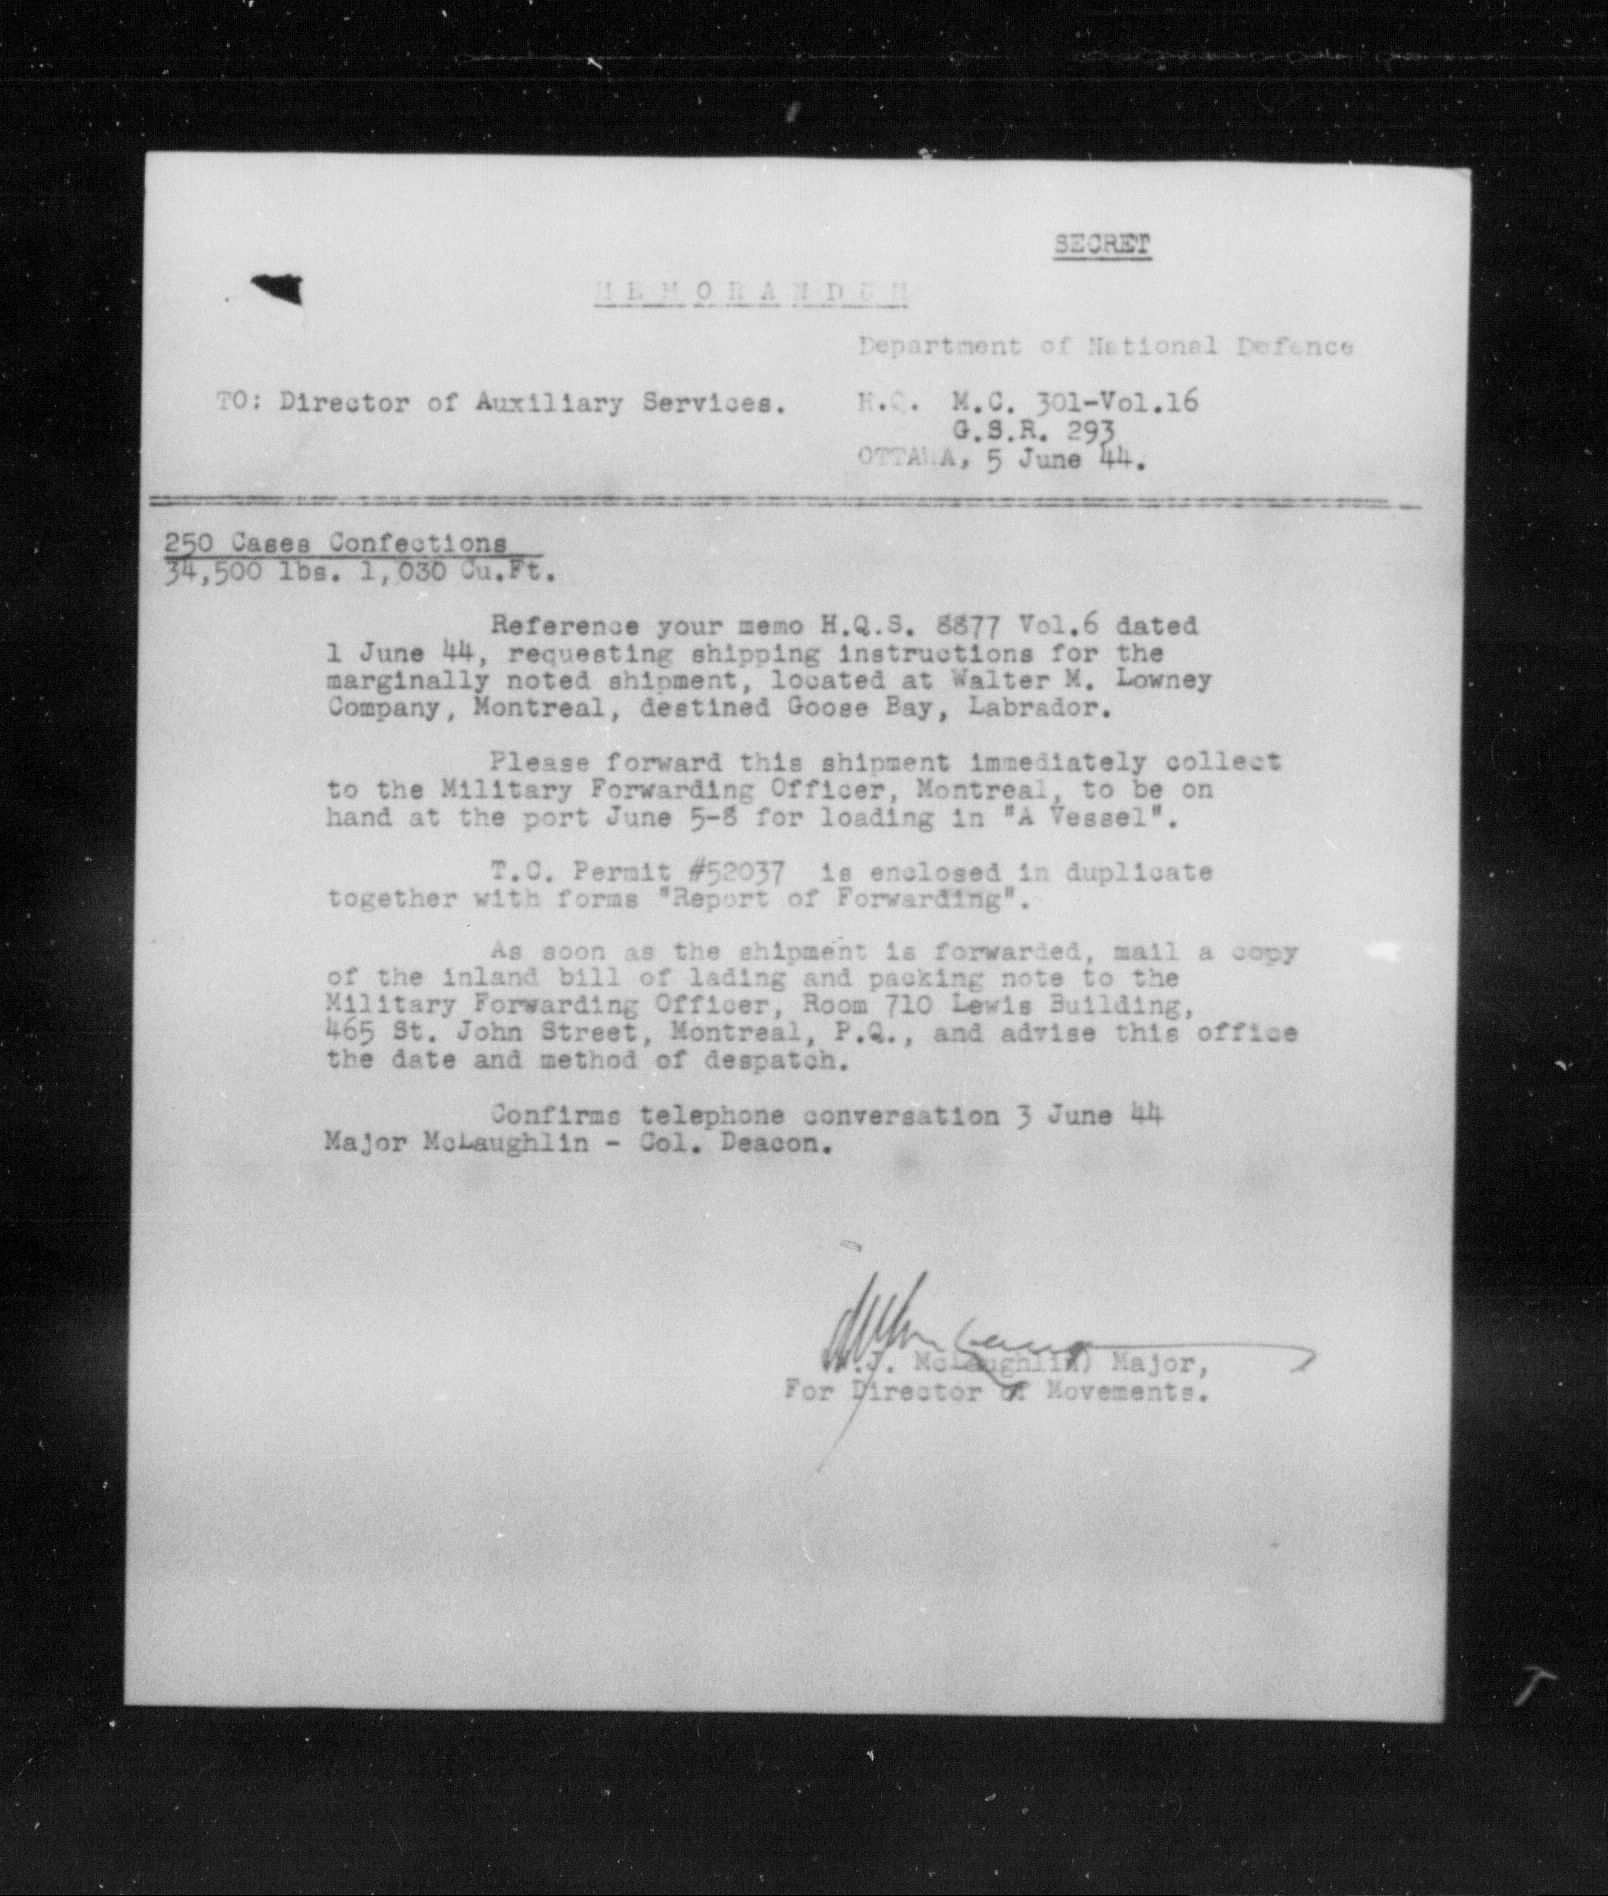 SECRET
MEMORANDUM
Department of National Defence
TO: Director of Auxiliary Services.
H.Q. M.C. 301-Vol.16
G.S.R. 293
OTTAWA, 5 June 44.
250 Cases Confections
34,500 lbs. 1,030 Cu.Ft.
Reference your memo H.Q.S. 8877 Vol.6 dated
1 June 44, requesting shipping instructions for the
marginally noted shipment, located at Walter M. Lowney
Company, Montreal, destined Goose Bay, Labrador.
Please forward this shipment immediately collect
to the Military Forwarding Officer, Montreal, to be on
hand at the port June 5-8 for loading in "A Vessel".
T.C. Permit #52037 is enclosed in duplicate
together with forms "Report of Forwarding".
As soon as the shipment is forwarded, mail a copy
of the inland bill of lading and packing note to the
Military Forwarding Officer, Room 710 Lewis Building,
465 St. John Street, Montreal, P.Q., and advise this office
the date and method of despatch.
Confirms telephone conversation 3 June 44
Major McLaughlin - Col. Deacon.
J. McLaughlin) Major,
For Director of Movements.